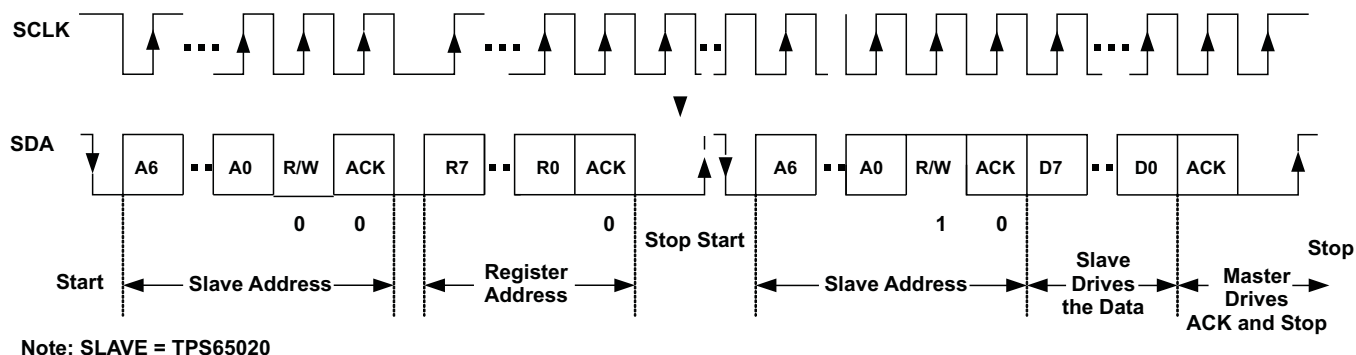 SCLK
SDA
A6 A0 R/W ACK R7 R0 ACK A6 A0 R/W ACK D7 D0 ACK
0 0 0 1 0
Stop Start
Start
Slave Address
Register
Address
Slave Address
Slave
Drives
the Data
Master
Drives
ACK and Stop
Stop
Note: SLAVE = TPS65020